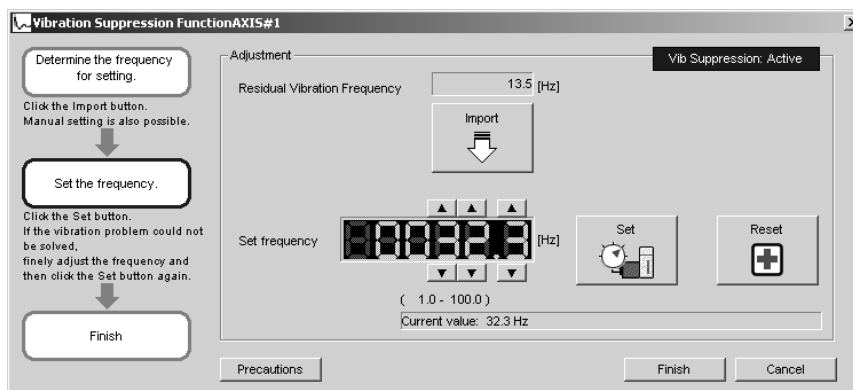 Vibration Suppression FunctionAXIS#1
Determine the frequency
for setting.
Click the Import button.
Manual setting is also possible.
Set the frequency.
Click the Set button.
If the vibration problem could not
be solved,
finely adjust the frequency and
then click the Set button again.
Finish
Adjustment
Vib Suppression: Active
Residual Vibration Frequency 13.5 [Hz]
Import
Set frequency 0032.3 [Hz]
Set
Reset
( 1.0 - 100.0 )
Current value: 32.3 Hz
Precautions
Finish
Cancel